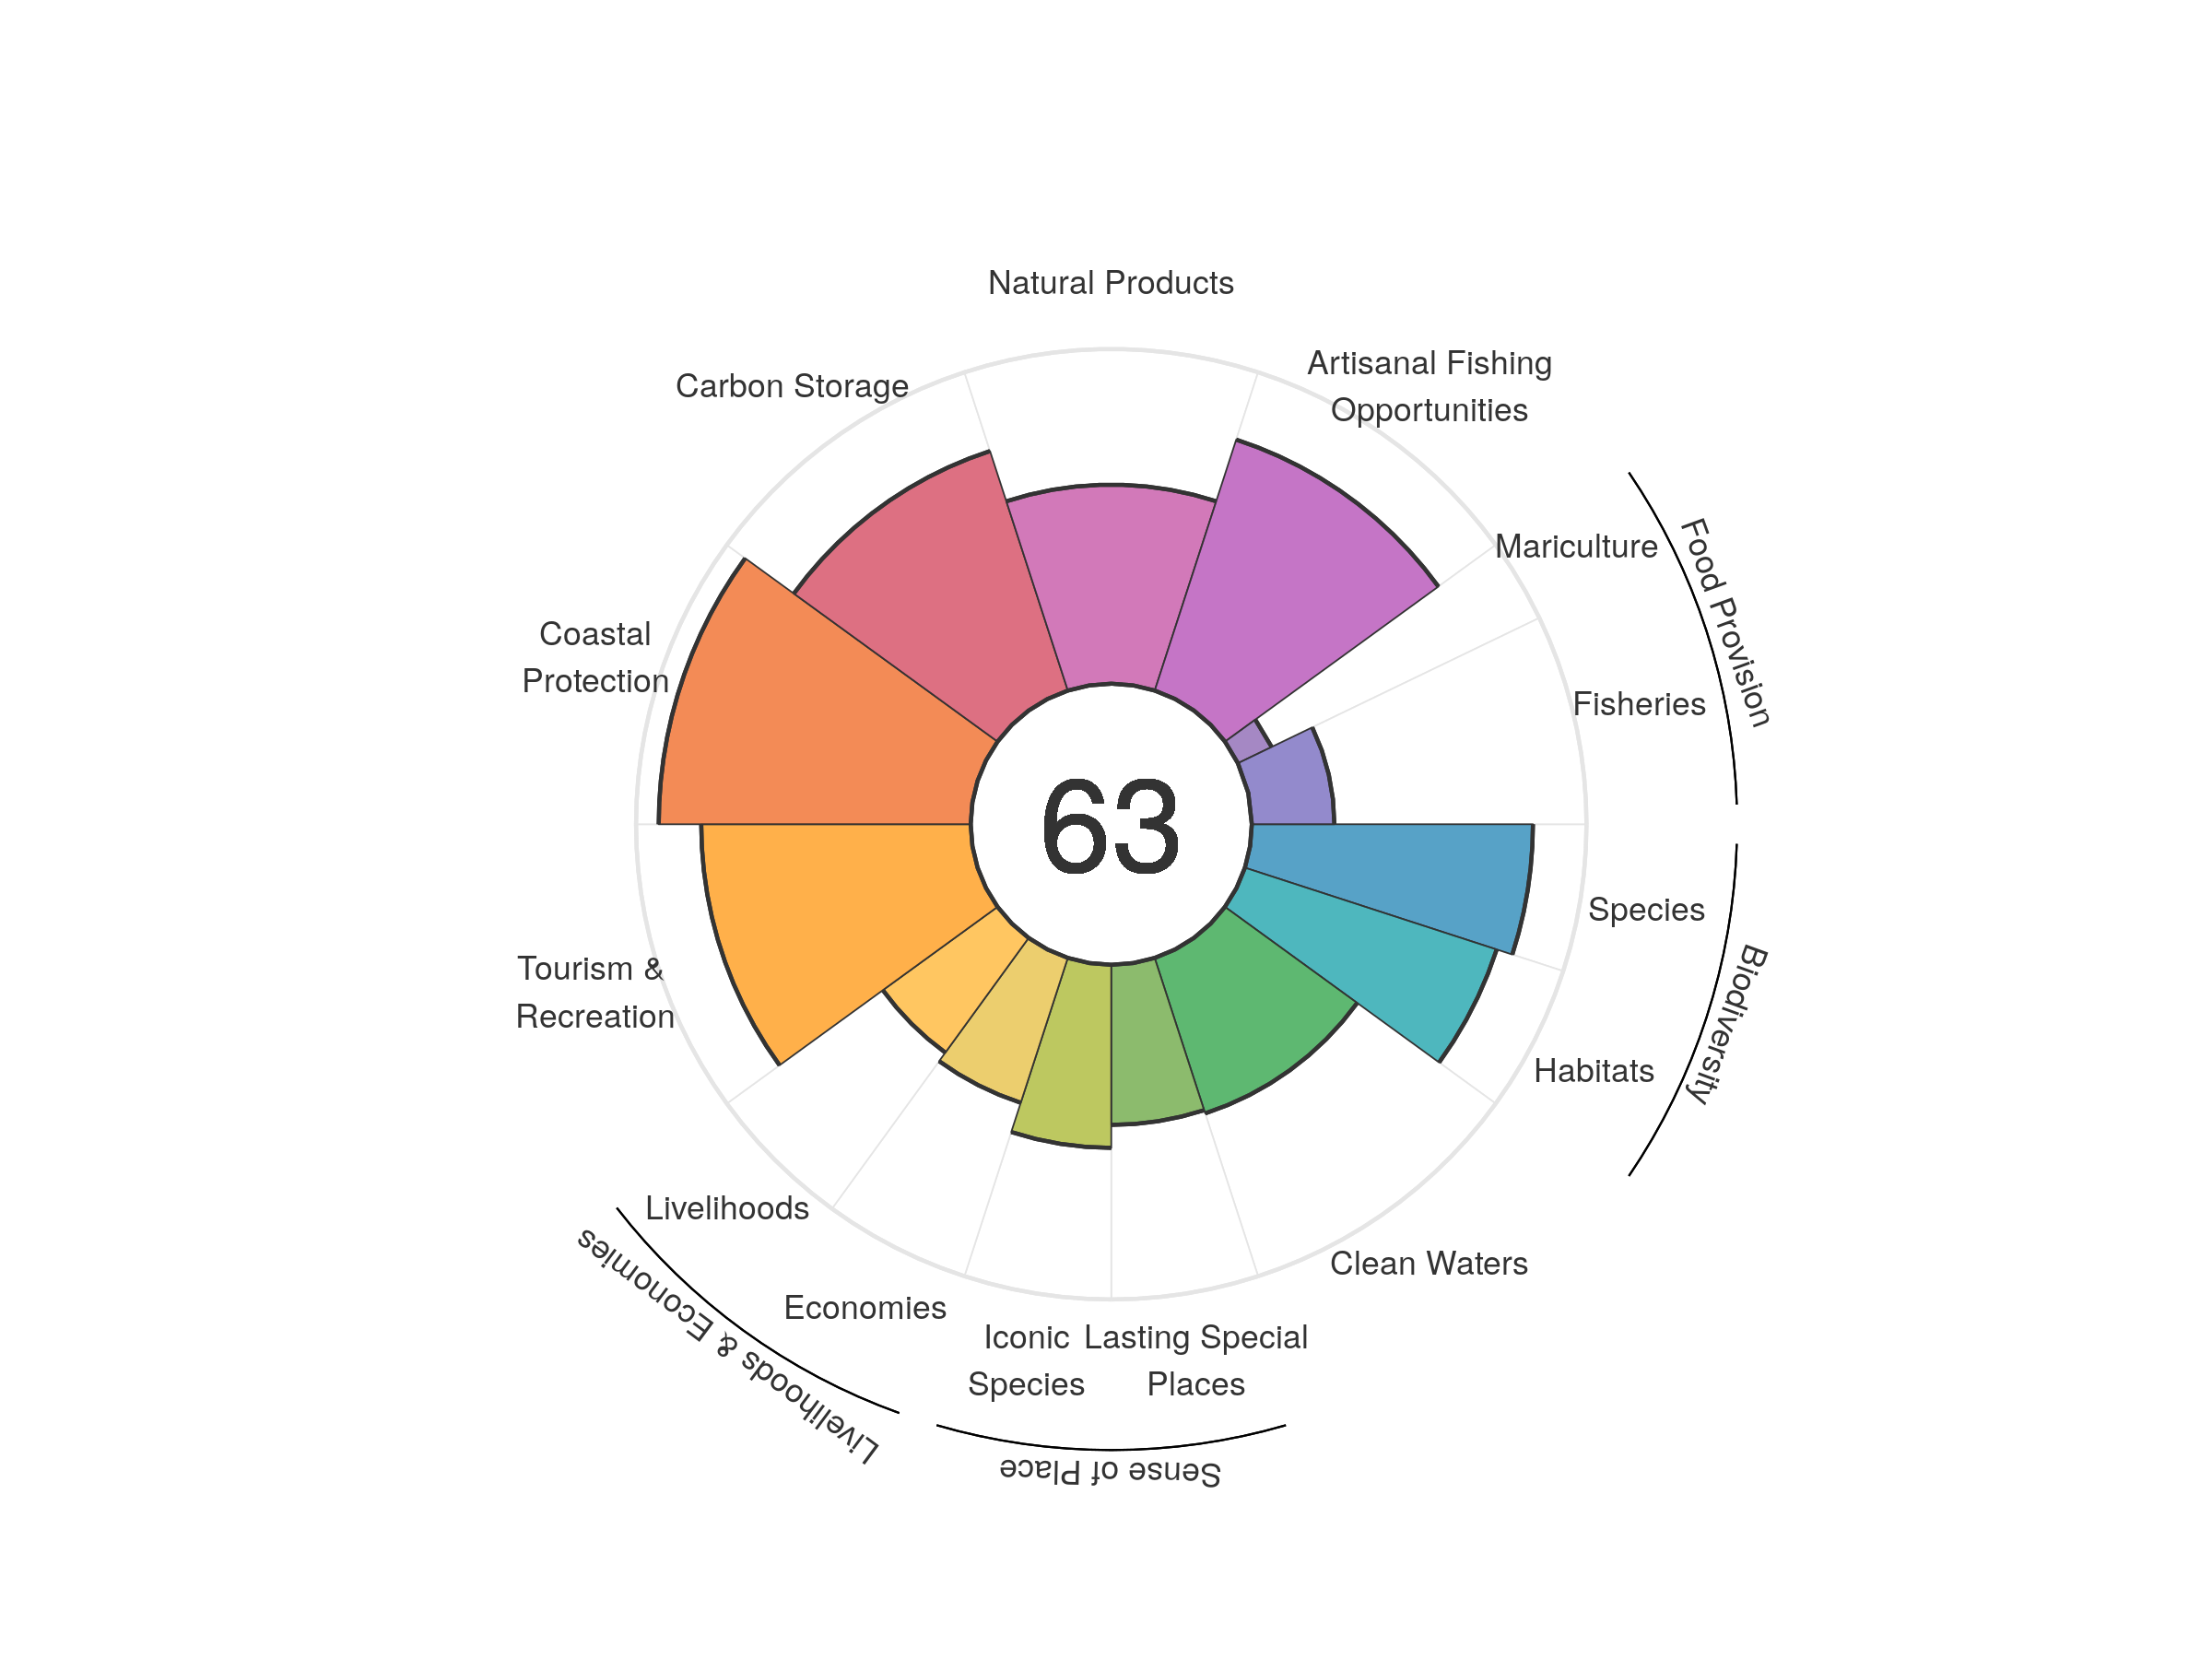 Natural Products
Artisanal Fishing
Opportunities
Carbon Storage
Mariculture
Food Provision
Coastal
Protection
Fisheries
63
Species
Biodiversity
Tourism &
Recreation
Habitats
Livelihoods
Clean Waters
Livelihoods & Economies
Economies
Iconic
Species
Lasting Special
Places
Sense of Place